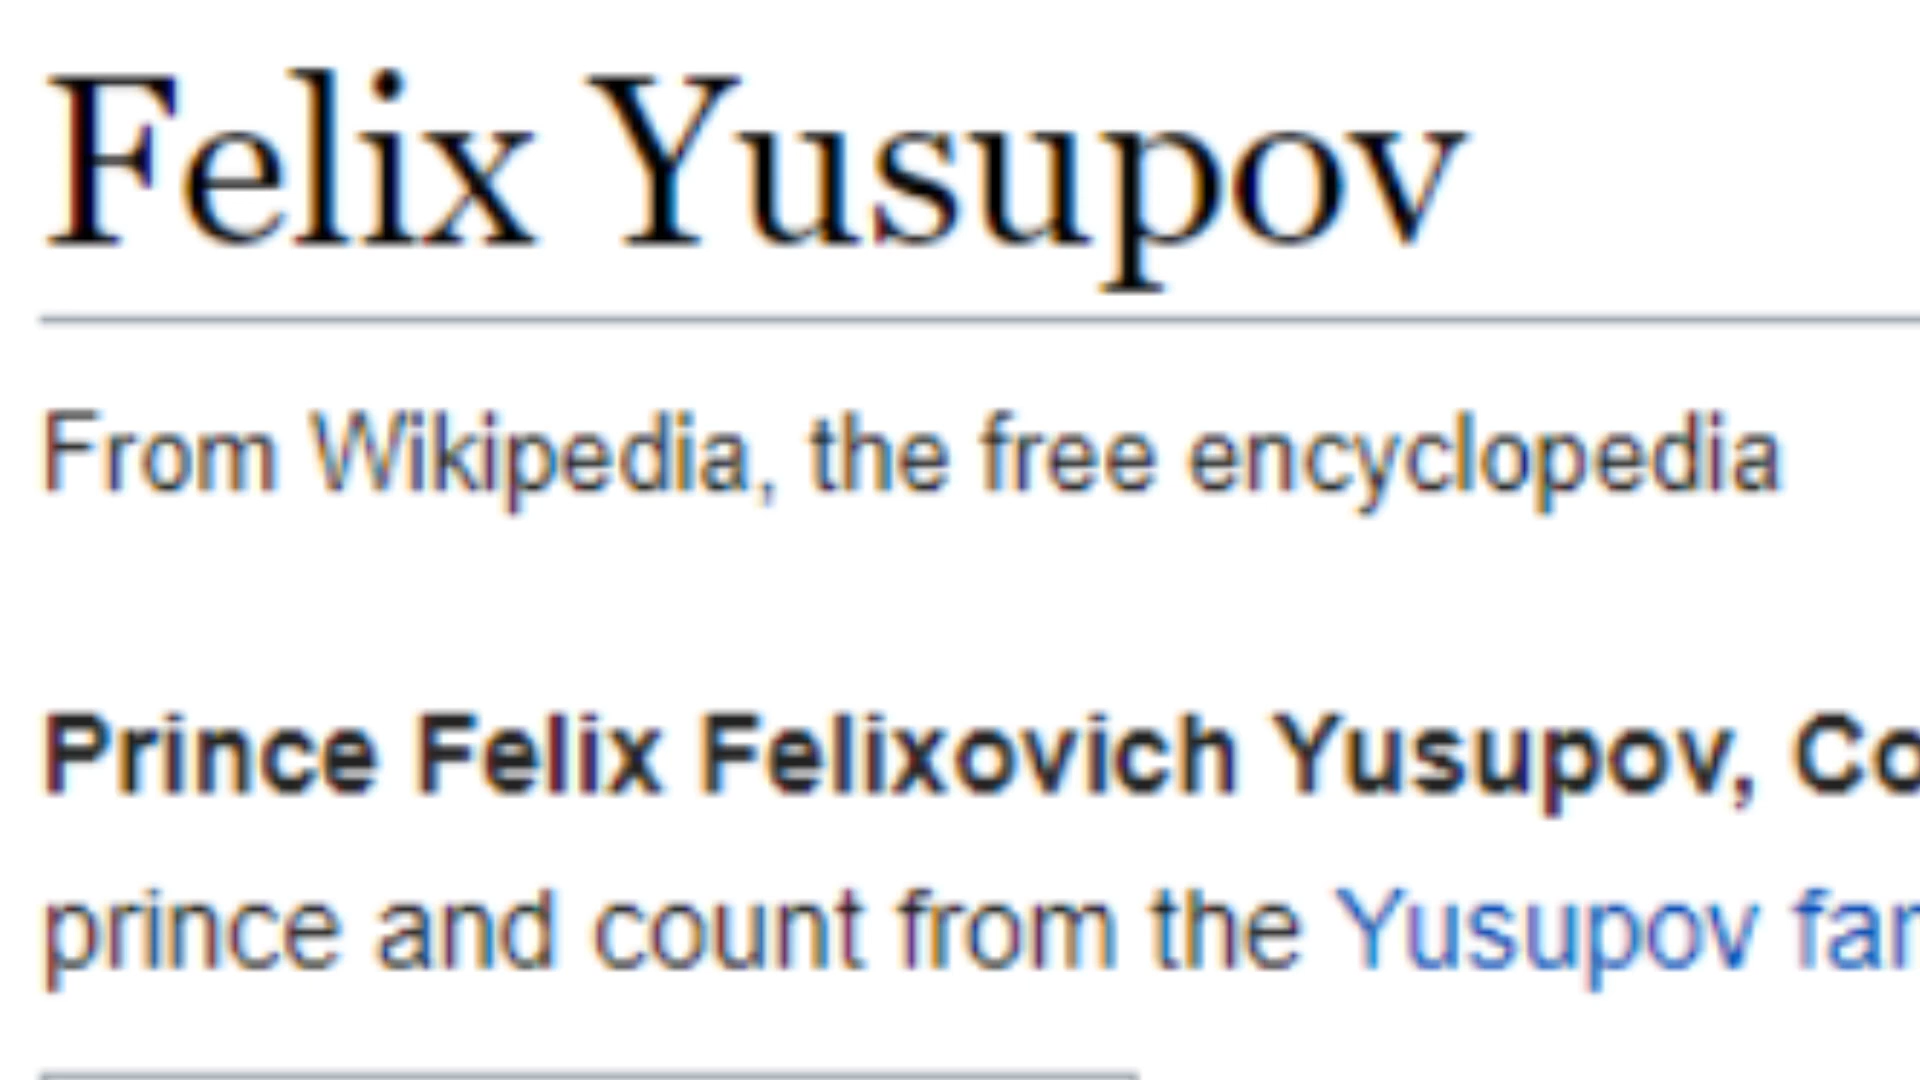 Felix Yusupov
From Wikipedia, the free encyclopedia
Prince Felix Felixovich Yusupov,
prince and count from the Yusupov